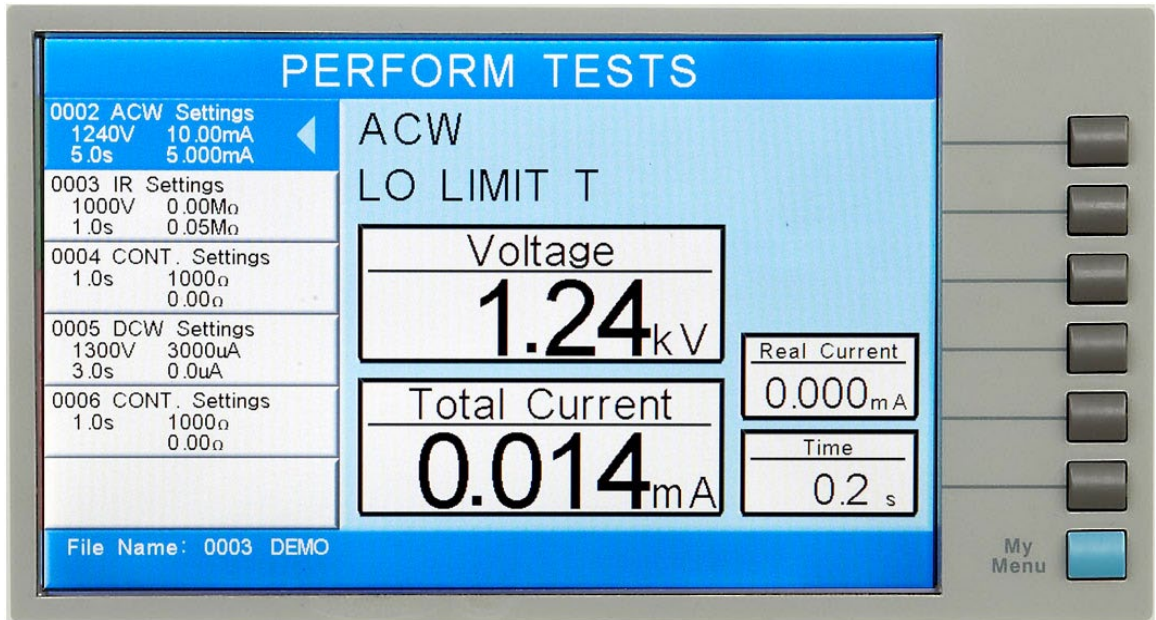 PERFORM TESTS
0002 ACW Settings
1240V 10.00mA
5.0s 5.000mA
0003 IR Settings
1000V 0.00MΩ
1.0s 0.05MΩ
0004 CONT. Settings
1.0s 1000Ω
0.00Ω
0005 DCW Settings
1300V 3000uA
3.0s 0.0uA
0006 CONT. Settings
1.0s 1000Ω
0.00Ω
ACW
LO LIMIT T
Voltage
1.24kV
Total Current
0.014mA
Real Current
0.000mA
Time
0.2 s
File Name: 0003 DEMO
My
Menu